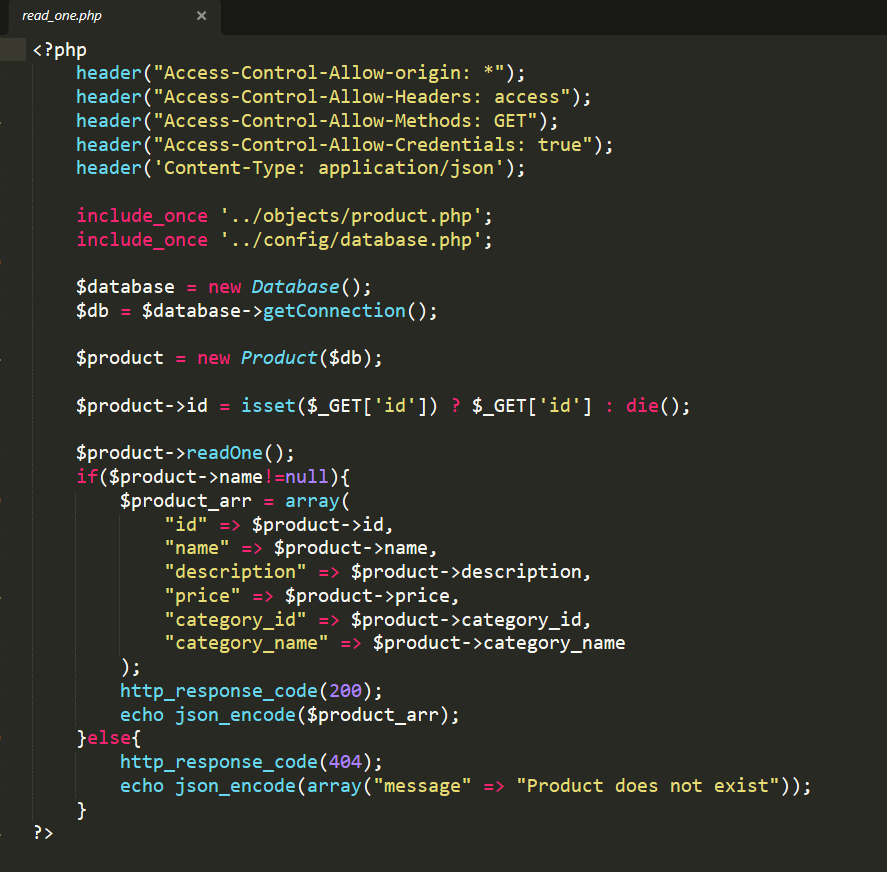 read_one.php ×
<?php
    header("Access-Control-Allow-origin: *");
    header("Access-Control-Allow-Headers: access");
    header("Access-Control-Allow-Methods: GET");
    header("Access-Control-Allow-Credentials: true");
    header('Content-Type: application/json');

    include_once '../objects/product.php';
    include_once '../config/database.php';

    $database = new Database();
    $db = $database->getConnection();

    $product = new Product($db);

    $product->id = isset($_GET['id']) ? $_GET['id'] : die();

    $product->readOne();
    if($product->name!=null){
        $product_arr = array(
            "id" => $product->id,
            "name" => $product->name,
            "description" => $product->description,
            "price" => $product->price,
            "category_id" => $product->category_id,
            "category_name" => $product->category_name
        );
        http_response_code(200);
        echo json_encode($product_arr);
    }else{
        http_response_code(404);
        echo json_encode(array("message" => "Product does not exist"));
    }
?>